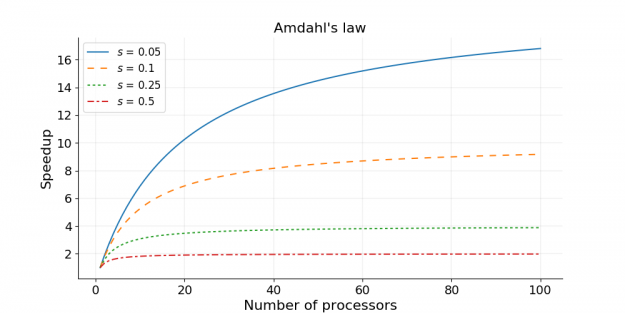 Amdahl's law
s = 0.05
s = 0.1
s = 0.25
s = 0.5
Speedup
16
14
12
10
8
6
4
2
0 20 40 60 80 100
Number of processors